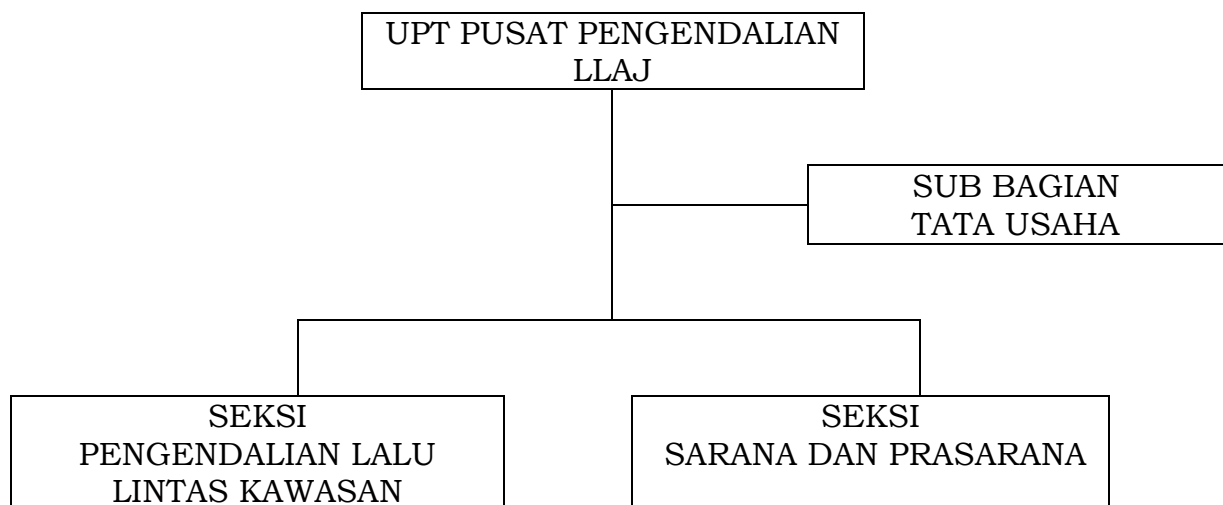 UPT PUSAT PENGENDALIAN
LLAJ
SUB BAGIAN
TATA USAHA
SEKSI
PENGENDALIAN LALU
LINTAS KAWASAN
SEKSI
SARANA DAN PRASARANA